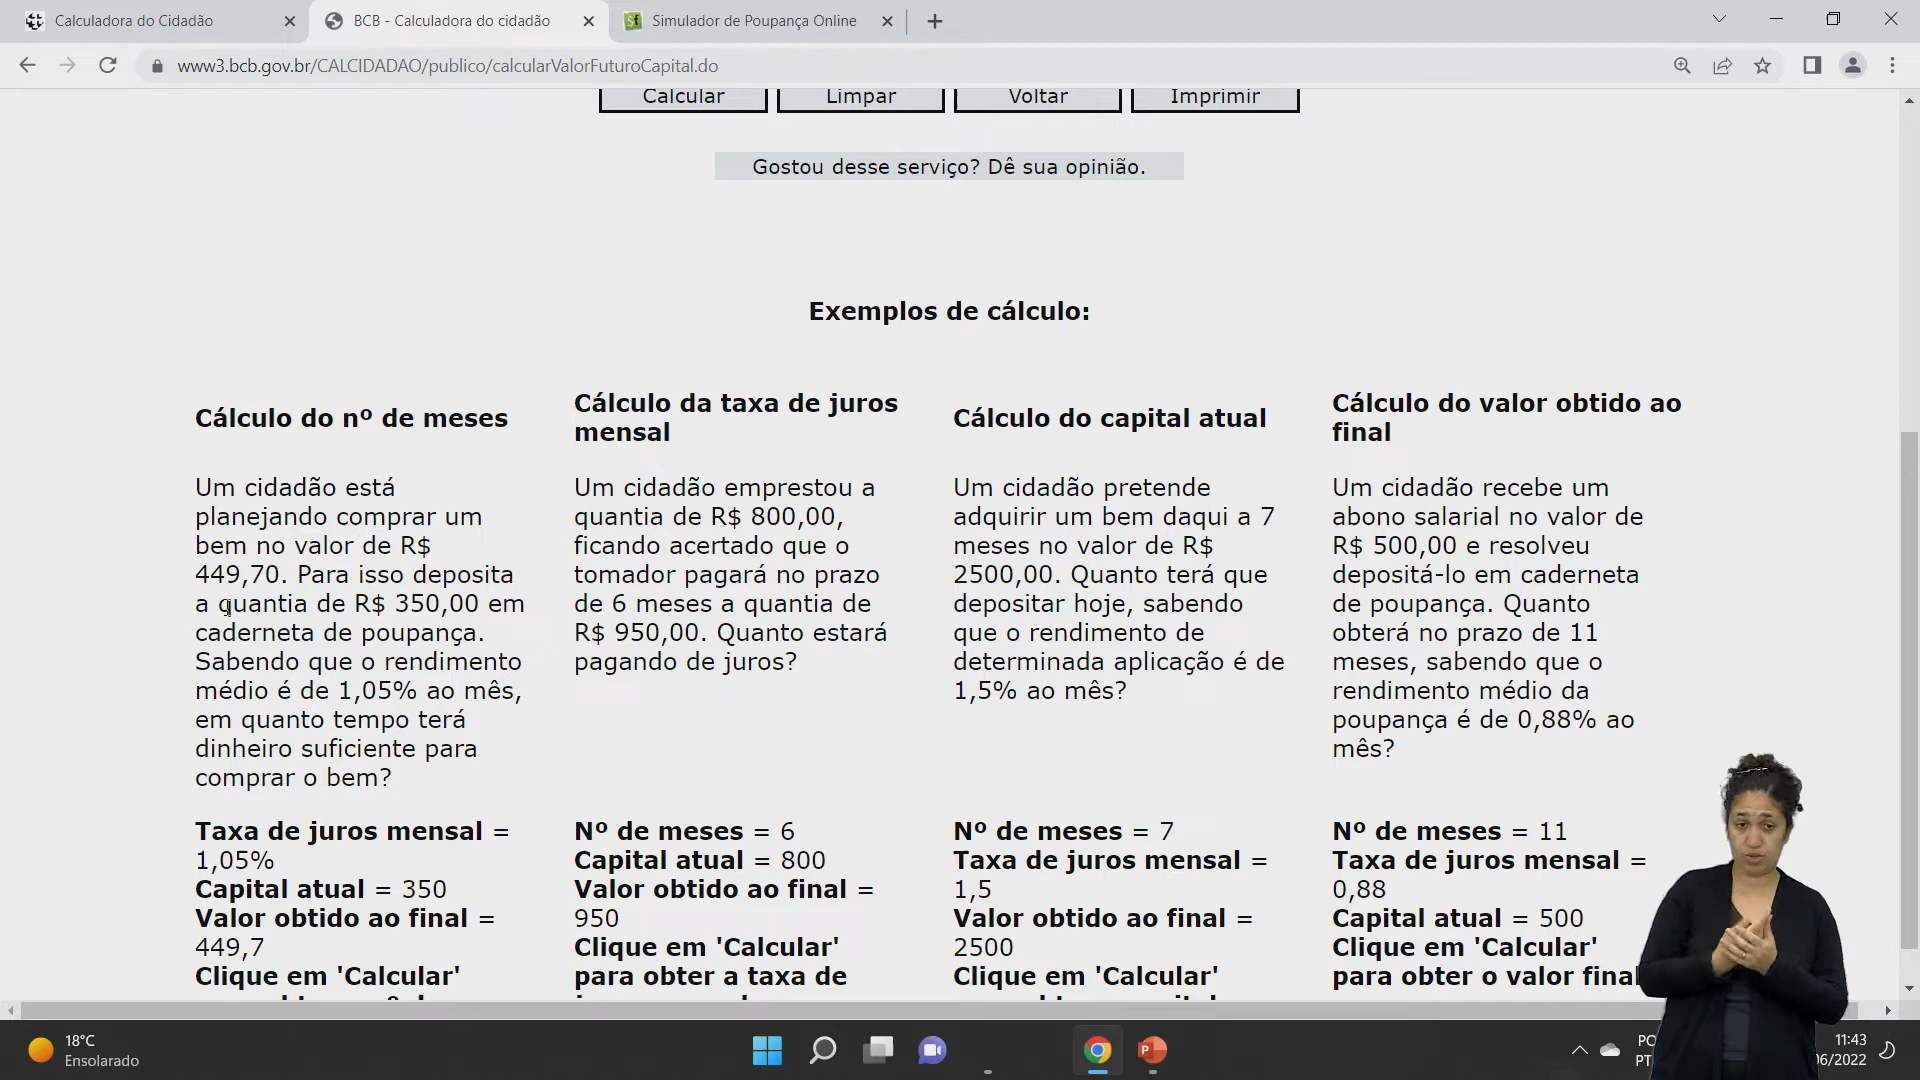 Calculadora do Cidadão
BCB - Calculadora do cidadão
Simulador de Poupança Online
www3.bcb.gov.br/CALCIDADAO/publico/calcularValorFuturoCapital.do
Calcular
Limpar
Voltar
Imprimir
Gostou desse serviço? Dê sua opinião.
Exemplos de cálculo:
Cálculo do nº de meses
Um cidadão está
planejando comprar um
bem no valor de R$
449,70. Para isso deposita
a quantia de R$ 350,00 em
caderneta de poupança.
Sabendo que o rendimento
médio é de 1,05% ao mês,
em quanto tempo terá
dinheiro suficiente para
comprar o bem?
Taxa de juros mensal =
1,05%
Capital atual = 350
Valor obtido ao final =
449,7
Clique em 'Calcular'
Cálculo da taxa de juros
mensal
Um cidadão emprestou a
quantia de R$ 800,00,
ficando acertado que o
tomador pagará no prazo
de 6 meses a quantia de
R$ 950,00. Quanto estará
pagando de juros?
Nº de meses = 6
Capital atual = 800
Valor obtido ao final =
950
Clique em 'Calcular'
para obter a taxa de
Cálculo do capital atual
Um cidadão pretende
adquirir um bem daqui a 7
meses no valor de R$
2500,00. Quanto terá que
depositar hoje, sabendo
que o rendimento de
determinada aplicação é de
1,5% ao mês?
Nº de meses = 7
Taxa de juros mensal =
1,5
Valor obtido ao final =
2500
Clique em 'Calcular'
Cálculo do valor obtido ao
final
Um cidadão recebe um
abono salarial no valor de
R$ 500,00 e resolveu
depositá-lo em caderneta
de poupança. Quanto
obterá no prazo de 11
meses, sabendo que o
rendimento médio da
poupança é de 0,88% ao
mês?
Nº de meses = 11
Taxa de juros mensal =
0,88
Capital atual = 500
Clique em 'Calcular'
para obter o valor final
18°C
Ensolarado
11:43
06/2022